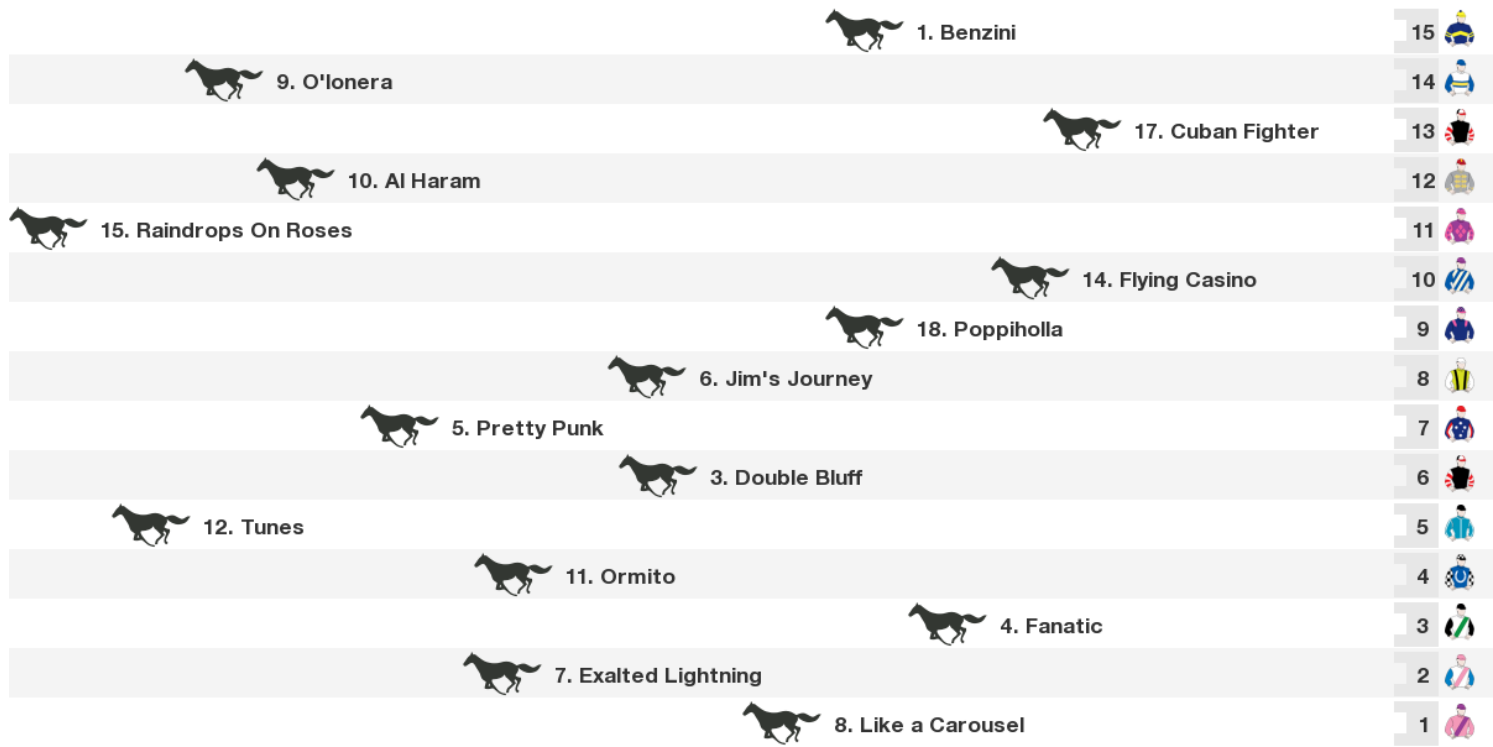 1. Benzini 15
9. O'lonera 14
17. Cuban Fighter 13
10. Al Haram 12
15. Raindrops On Roses 11
14. Flying Casino 10
18. Poppiholla 9
6. Jim's Journey 8
5. Pretty Punk 7
3. Double Bluff 6
12. Tunes 5
11. Ormito 4
4. Fanatic 3
7. Exalted Lightning 2
8. Like a Carousel 1